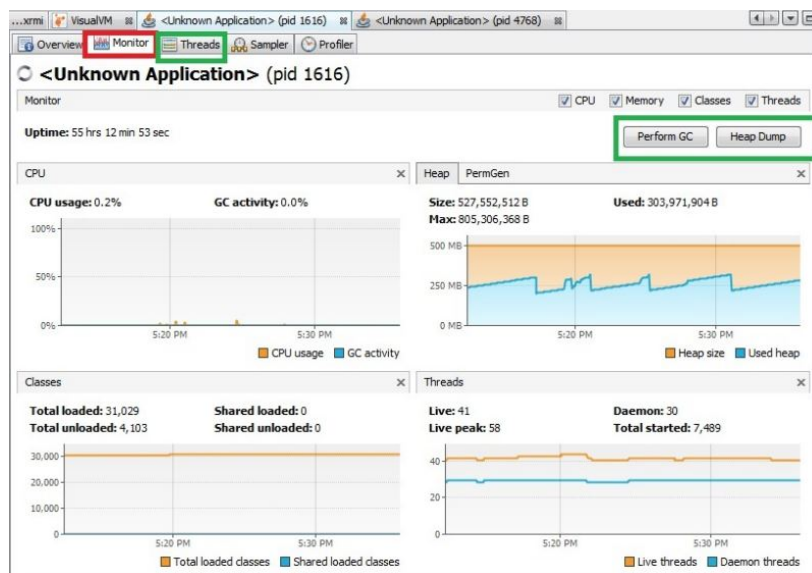 ...xrmi VisualVM <Unknown Application> (pid 1616) <Unknown Application> (pid 4768)
Overview Monitor Threads Sampler Profiler
<Unknown Application> (pid 1616)
Monitor CPU Memory Classes Threads
Uptime: 55 hrs 12 min 53 sec
Perform GC Heap Dump
CPU
CPU usage: 0.2% GC activity: 0.0%
100%
50%
0%
5:20 PM 5:30 PM
CPU usage GC activity
Heap PermGen
Size: 527,552,512 B Used: 303,971,904 B
Max: 805,306,368 B
500 MB
250 MB
0 MB
5:20 PM 5:30 PM
Heap size Used heap
Classes
Total loaded: 31,029 Shared loaded: 0
Total unloaded: 4,103 Shared unloaded: 0
30,000
20,000
10,000
0
5:20 PM 5:30 PM
Total loaded classes Shared loaded classes
Threads
Live: 41 Daemon: 30
Live peak: 58 Total started: 7,489
40
20
0
5:20 PM 5:30 PM
Live threads Daemon threads